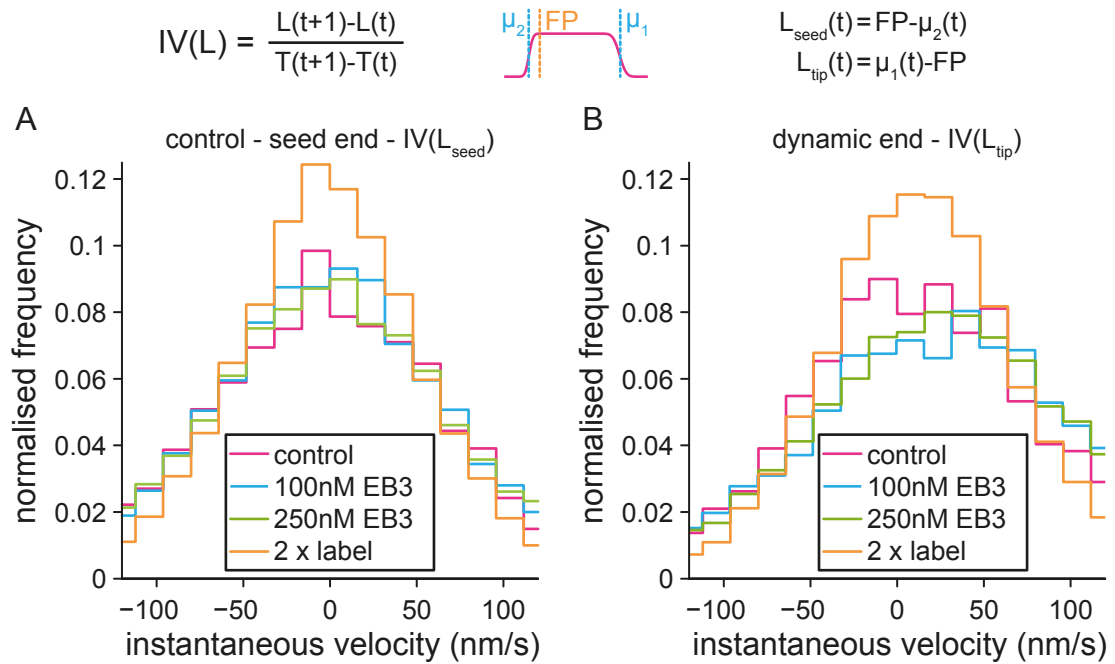 IV(L) = L(t+1)-L(t) / T(t+1)-T(t)
μ₂ FP μ₁
L_seed(t)=FP-μ₂(t)
L_tip(t)=μ₁(t)-FP
A
control - seed end - IV(L_seed)
normalised frequency
0.12
0.1
0.08
0.06
0.04
0.02
0
control
100nM EB3
250nM EB3
2 x label
−100 −50 0 50 100
instantaneous velocity (nm/s)
B
dynamic end - IV(L_tip)
normalised frequency
0.12
0.1
0.08
0.06
0.04
0.02
0
control
100nM EB3
250nM EB3
2 x label
−100 −50 0 50 100
instantaneous velocity (nm/s)